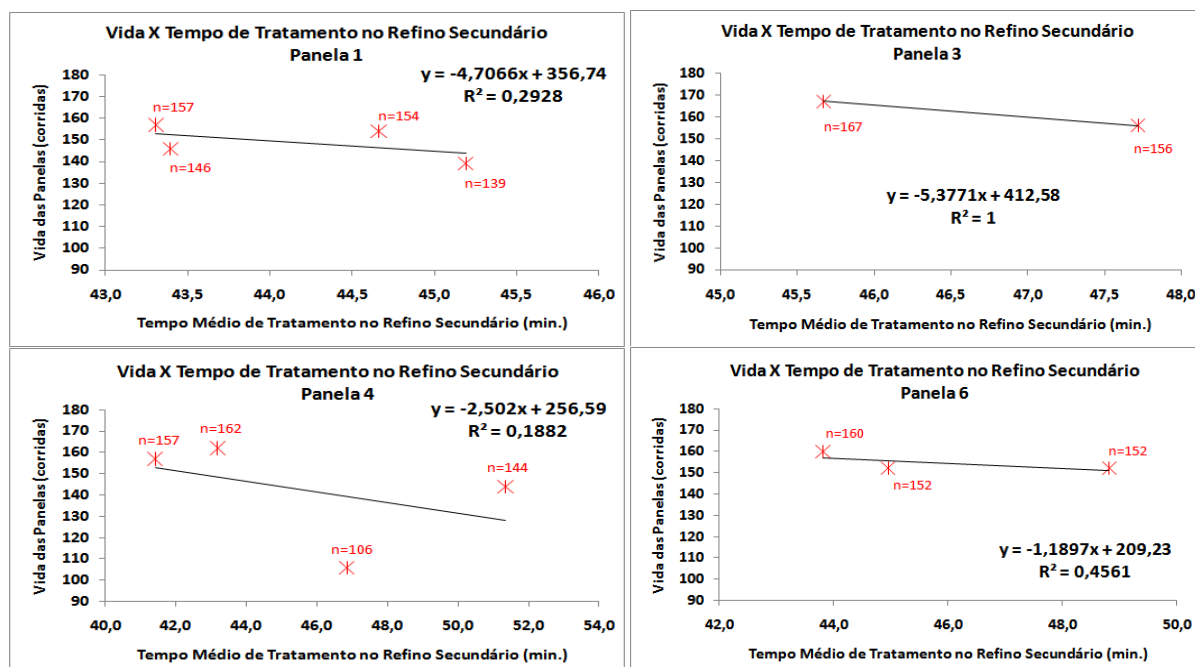 Vida X Tempo de Tratamento no Refino Secundário
Panela 1
y = -4,7066x + 356,74
R² = 0,2928
Vida das Panelas (corridas)
180
170
160
150
140
130
120
110
100
90
n=157
n=146
n=154
n=139
43,0 43,5 44,0 44,5 45,0 45,5 46,0
Tempo Médio de Tratamento no Refino Secundário (min.)
Vida X Tempo de Tratamento no Refino Secundário
Panela 3
Vida das Panelas (corridas)
180
170
160
150
140
130
120
110
100
90
n=167
n=156
y = -5,3771x + 412,58
R² = 1
45,0 45,5 46,0 46,5 47,0 47,5 48,0
Tempo Médio de Tratamento no Refino Secundário (min.)
Vida X Tempo de Tratamento no Refino Secundário
Panela 4
y = -2,502x + 256,59
R² = 0,1882
Vida das Panelas (corridas)
180
170
160
150
140
130
120
110
100
90
n=157
n=162
n=144
n=106
40,0 42,0 44,0 46,0 48,0 50,0 52,0 54,0
Tempo Médio de Tratamento no Refino Secundário (min.)
Vida X Tempo de Tratamento no Refino Secundário
Panela 6
Vida das Panelas (corridas)
180
170
160
150
140
130
120
110
100
90
n=160
n=152
n=152
y = -1,1897x + 209,23
R² = 0,4561
42,0 44,0 46,0 48,0 50,0
Tempo Médio de Tratamento no Refino Secundário (min.)